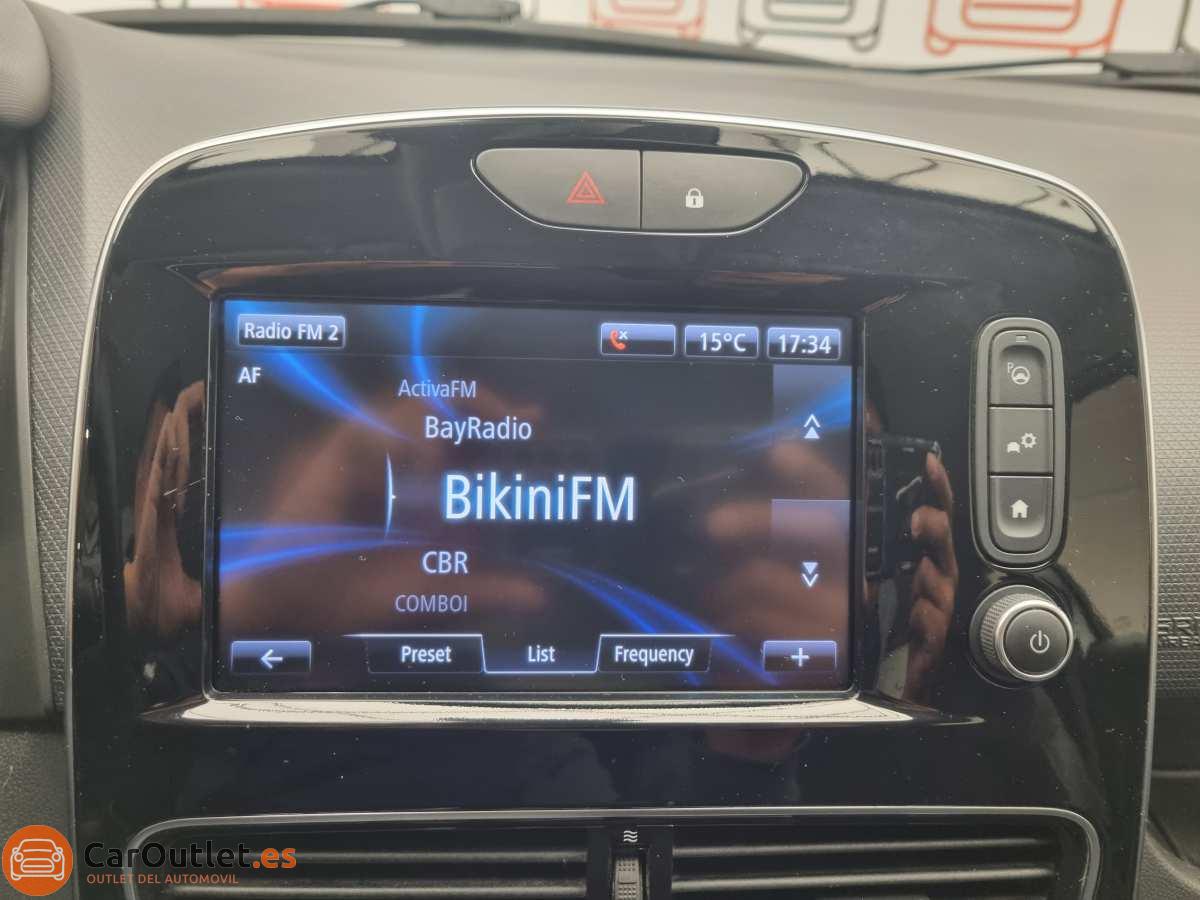 Radio FM 2
15°C
17:34
AF
ActivaFM
BayRadio
BikiniFM
CBR
COMBOI
Preset
List
Frequency
CarOutlet.es
OUTLET DEL AUTOMOVIL